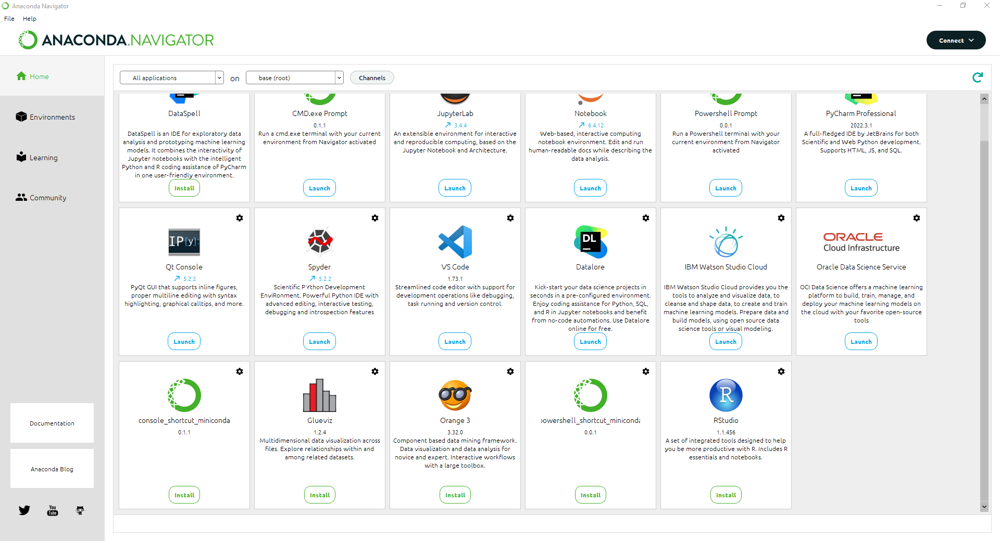 Anaconda Navigator
File Help
ANACONDA.NAVIGATOR
Connect
Home
Environments
Learning
Community
Documentation
Anaconda Blog
You
Tube
All applications on base (root) Channels
DataSpell
DataSpell is an IDE for exploratory data
analysis and prototyping machine learning
models. It combines the interactivity of
Jupyter notebooks with the intelligent
Python and R coding assistance of PyCharm
in one user-friendly environment.
Install
CMD.exe Prompt
0.1.1
Run a cmd.exe terminal with your current
environment from Navigator activated
Launch
JupyterLab
3.4.4
An extensible environment for interactive
and reproducible computing, based on the
Jupyter Notebook and Architecture.
Launch
Notebook
6.4.12
Web-based, interactive computing
notebook environment. Edit and run
human-readable docs while describing the
data analysis.
Launch
Powershell Prompt
0.0.1
Run a Powershell terminal with your
current environment from Navigator
activated
Launch
PyCharm Professional
2022.3.1
A full-fledged IDE by JetBrains for both
Scientific and Web Python development.
Supports HTML, JS, and SQL.
Launch
IP[y]:
Qt Console
5.2.2
PyQt GUI that supports inline figures,
proper multiline editing with syntax
highlighting, graphical calltips, and more.
Launch
Spyder
5.2.2
Scientific PYthon Development
EnviRonment. Powerful Python IDE with
advanced editing, interactive testing,
debugging and introspection features
Launch
VS Code
1.73.1
Streamlined code editor with support for
development operations like debugging,
task running and version control.
Launch
DL
Datalore
Kick-start your data science projects in
seconds in a pre-configured environment.
Enjoy coding assistance for Python, SQL,
and R in Jupyter notebooks and benefit
from no-code automations. Use Datalore
online for free.
Launch
IBM Watson Studio Cloud
IBM Watson Studio Cloud provides you the
tools to analyze and visualize data, to
cleanse and shape data, to create and train
machine learning models. Prepare data and
build models, using open source data
science tools or visual modeling.
Launch
ORACLE
Cloud Infrastructure
Oracle Data Science Service
OCI Data Science offers a machine learning
platform to build, train, manage, and
deploy your machine learning models on
the cloud with your favorite open-source
tools
Launch
console_shortcut_miniconda
0.1.1
Install
Glueviz
1.2.4
Multidimensional data visualization across
files. Explore relationships within and
among related datasets.
Install
Orange 3
3.32.0
Component based data mining framework.
Data visualization and data analysis for
novice and expert. Interactive workflows
with a large toolbox.
Install
powershell_shortcut_miniconda
0.0.1
Install
R
RStudio
1.1.456
A set of integrated tools designed to help
you be more productive with R. Includes R
essentials and notebooks.
Install